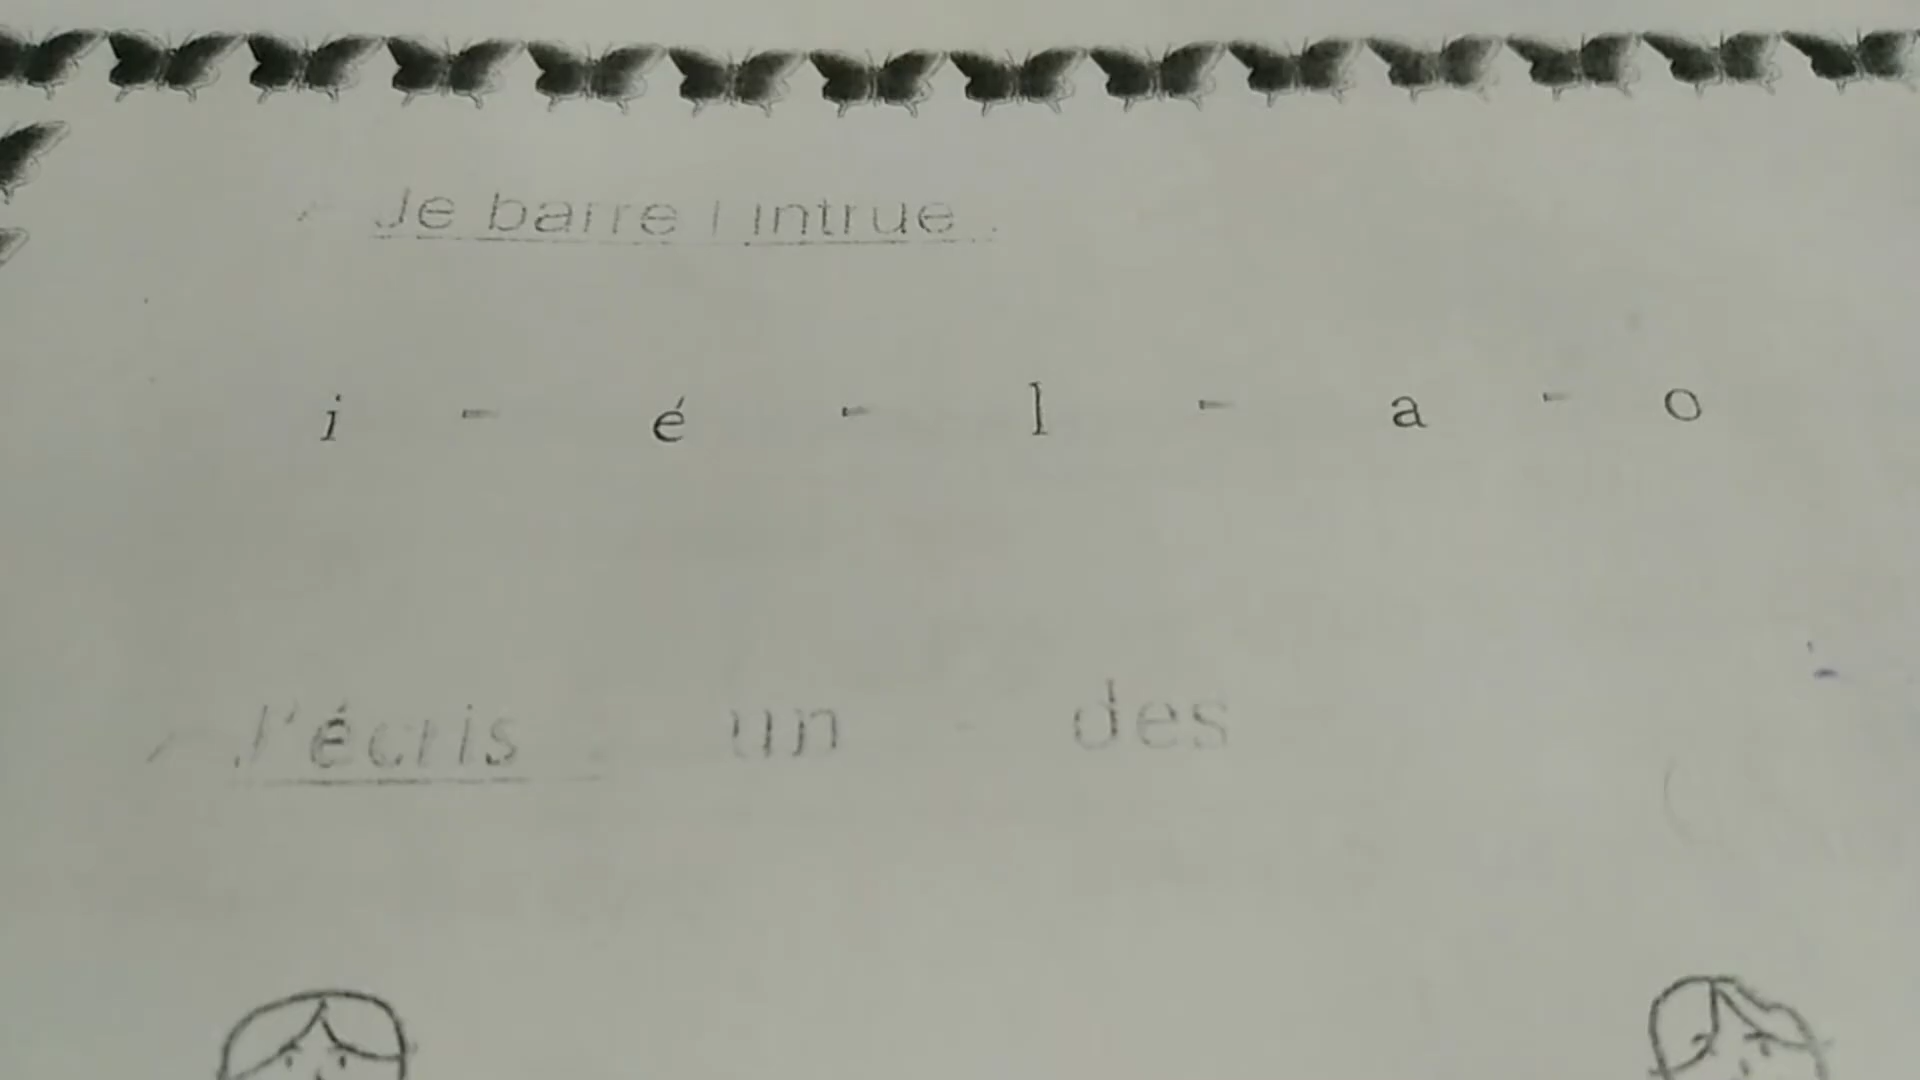 Je barre l intrue .
i - é - l - a - o
J'écris : un - des